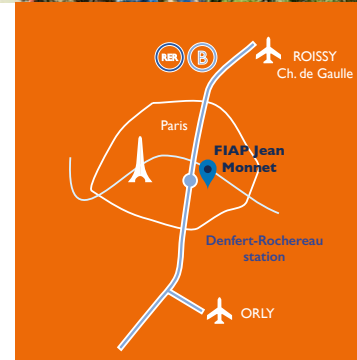 RER B
ROISSY
Ch. de Gaulle
Paris
FIAP Jean
Monnet
Denfert-Rochereau
station
ORLY